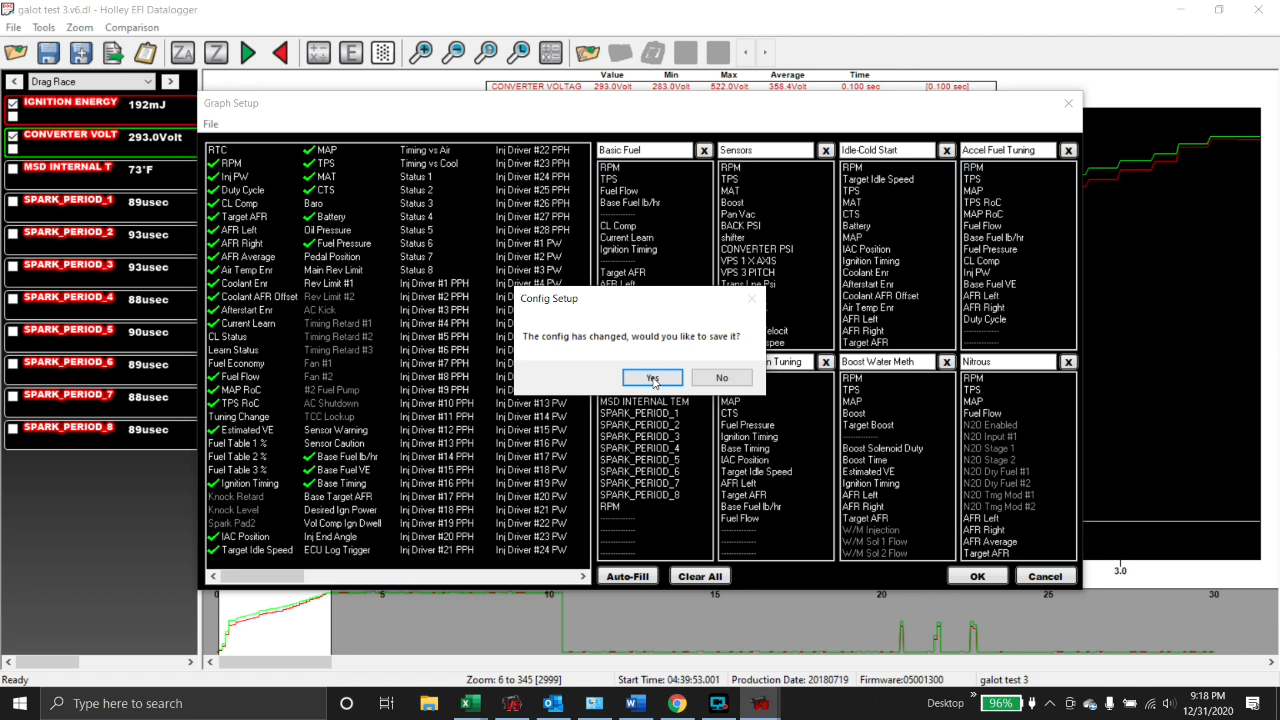 galot test 3.v6.dl - Holley EFI Datalogger
File Tools Zoom Comparison
Drag Race
Value Min Max Average Time
CONVERTER VOLTAG 293.0Volt 283.0Volt 522.0Volt 358.4Volt 0.100 sec [0.100 sec]
IGNITION ENERGY 192mJ
CONVERTER VOLT 293.0Volt
MSD INTERNAL T 73°F
SPARK_PERIOD_1 89usec
SPARK_PERIOD_2 93usec
SPARK_PERIOD_3 93usec
SPARK_PERIOD_4 88usec
SPARK_PERIOD_5 90usec
SPARK_PERIOD_6 89usec
SPARK_PERIOD_7 88usec
SPARK_PERIOD_8 89usec
Graph Setup
File
RTC MAP Timing vs Air Inj Driver #22 PPH
RPM TPS Timing vs Cool Inj Driver #23 PPH
Inj PW MAT Status 1 Inj Driver #24 PPH
Duty Cycle CTS Status 2 Inj Driver #25 PPH
CL Comp Baro Status 3 Inj Driver #26 PPH
Target AFR Battery Status 4 Inj Driver #27 PPH
AFR Left Oil Pressure Status 5 Inj Driver #28 PPH
AFR Right Fuel Pressure Status 6 Inj Driver #1 PW
AFR Average Pedal Position Status 7 Inj Driver #2 PW
Air Temp Enr Main Rev Limit Status 8 Inj Driver #3 PW
Coolant Enr Rev Limit #1 Inj Driver #1 PPH Inj Driver #4 PW
Coolant AFR Offset Rev Limit #2 Inj Driver #2 PPH Inj D
Afterstart Enr AC Kick Inj Driver #3 PPH Inj D
Current Learn Timing Retard #1 Inj Driver #4 PPH Inj D
CL Status Timing Retard #2 Inj Driver #5 PPH Inj D
Learn Status Timing Retard #3 Inj Driver #6 PPH Inj D
Fuel Economy Fan #1 Inj Driver #7 PPH Inj D
Fuel Flow Fan #2 Inj Driver #8 PPH Inj D
MAP RoC #2 Fuel Pump Inj Driver #9 PPH Inj D
TPS RoC AC Shutdown Inj Driver #10 PPH Inj Driver #13 PW
Tuning Change TCC Lockup Inj Driver #11 PPH Inj Driver #14 PW
Estimated VE Sensor Warning Inj Driver #12 PPH Inj Driver #15 PW
Fuel Table 1 % Sensor Caution Inj Driver #13 PPH Inj Driver #16 PW
Fuel Table 2 % Base Fuel lb/hr Inj Driver #14 PPH Inj Driver #17 PW
Fuel Table 3 % Base Fuel VE Inj Driver #15 PPH Inj Driver #18 PW
Ignition Timing Base Timing Inj Driver #16 PPH Inj Driver #19 PW
Knock Retard Base Target AFR Inj Driver #17 PPH Inj Driver #20 PW
Knock Level Desired Ign Power Inj Driver #18 PPH Inj Driver #21 PW
Spark Pad2 Vol Comp Ign Dwell Inj Driver #19 PPH Inj Driver #22 PW
IAC Position Inj End Angle Inj Driver #20 PPH Inj Driver #23 PW
Target Idle Speed ECU Log Trigger Inj Driver #21 PPH Inj Driver #24 PW
Basic Fuel X
RPM
TPS
Fuel Flow
Base Fuel lb/hr
------------
CL Comp
Current Learn
Ignition Timing
------------
Target AFR
AFR Left
Sensors X
RPM
TPS
MAT
Boost
Pan Vac
BACK PSI
shifter
CONVERTER PSI
VPS 1 X AXIS
VPS 3 PITCH
Trans Lne Psi
elocit
spee
Idle-Cold Start X
RPM
Target Idle Speed
TPS
MAT
CTS
Battery
MAP
IAC Position
Ignition Timing
Coolant Enr
Afterstart Enr
Coolant AFR Offset
Air Temp Enr
AFR Left
AFR Right
Target AFR
Accel Fuel Tuning X
RPM
TPS
MAP
TPS RoC
MAP RoC
Fuel Flow
Base Fuel lb/hr
Fuel Pressure
CL Comp
Inj PW
Base Fuel VE
AFR Left
AFR Right
Duty Cycle
------------
------------
Config Setup
The config has changed, would you like to save it?
Yes No
MSD INTERNAL TEM
SPARK_PERIOD_1
SPARK_PERIOD_2
SPARK_PERIOD_3
SPARK_PERIOD_4
SPARK_PERIOD_5
SPARK_PERIOD_6
SPARK_PERIOD_7
SPARK_PERIOD_8
RPM
------------
------------
------------
------------
n Tuning X
MAP
CTS
Fuel Pressure
Ignition Timing
Base Timing
IAC Position
Target Idle Speed
AFR Left
Target AFR
Base Fuel lb/hr
Fuel Flow
------------
------------
------------
Boost Water Meth X
RPM
TPS
MAP
Boost
Target Boost
------------
Boost Solenoid Duty
Boost Time
Estimated VE
Ignition Timing
AFR Left
AFR Right
Target AFR
W/M Injection
W/M Sol 1 Flow
W/M Sol 2 Flow
Nitrous X
RPM
TPS
MAP
Fuel Flow
N2O Enabled
N2O Input #1
N2O Stage 1
N2O Stage 2
N2O Dry Fuel #1
N2O Dry Fuel #2
N2O Tmg Mod #1
N2O Tmg Mod #2
AFR Left
AFR Right
AFR Average
Target AFR
Auto-Fill Clear All OK Cancel
3.0
0 5 10 15 20 25 30
Ready Zoom: 6 to 345 [2999] Start Time: 04:39:53.001 Production Date: 20180719 Firmware:05001300 galot test 3
Type here to search Desktop 96% 9:18 PM
12/31/2020